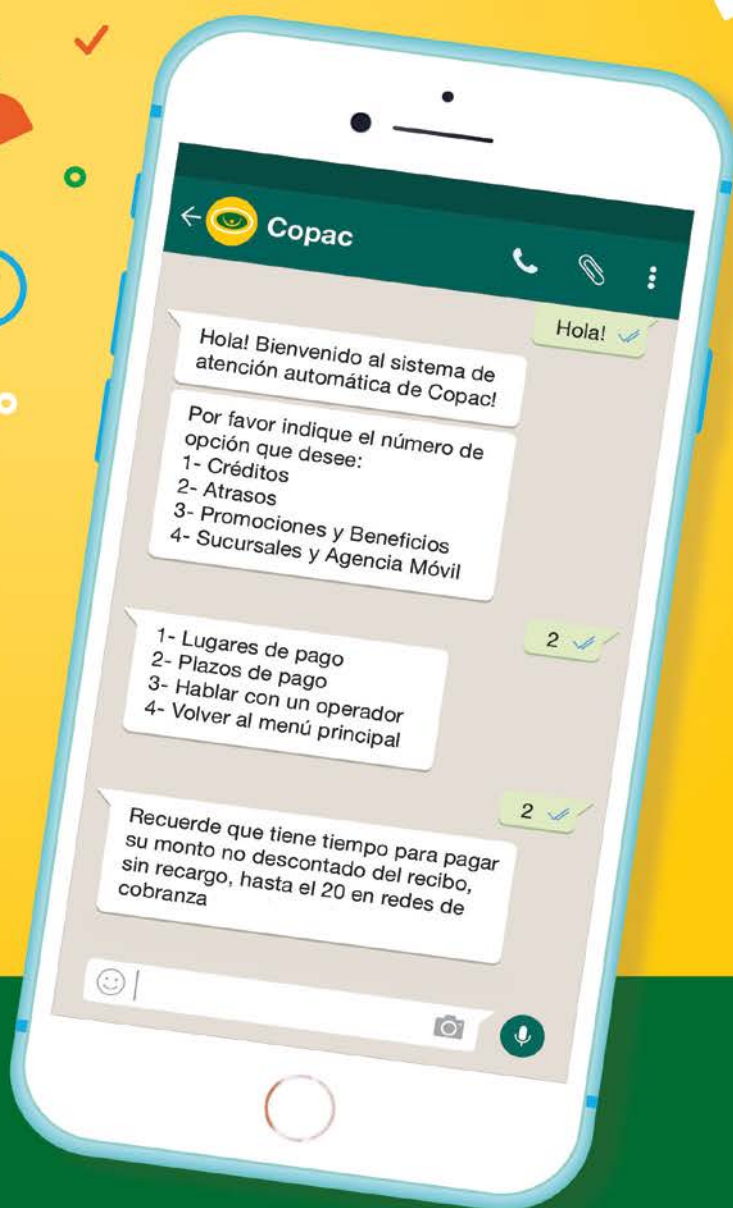 Copac
Hola!
Hola! Bienvenido al sistema de
atención automática de Copac!
Por favor indique el número de
opción que desee:
1- Créditos
2- Atrasos
3- Promociones y Beneficios
4- Sucursales y Agencia Móvil
2
1- Lugares de pago
2- Plazos de pago
3- Hablar con un operador
4- Volver al menú principal
2
Recuerde que tiene tiempo para pagar
su monto no descontado del recibo,
sin recargo, hasta el 20 en redes de
cobranza